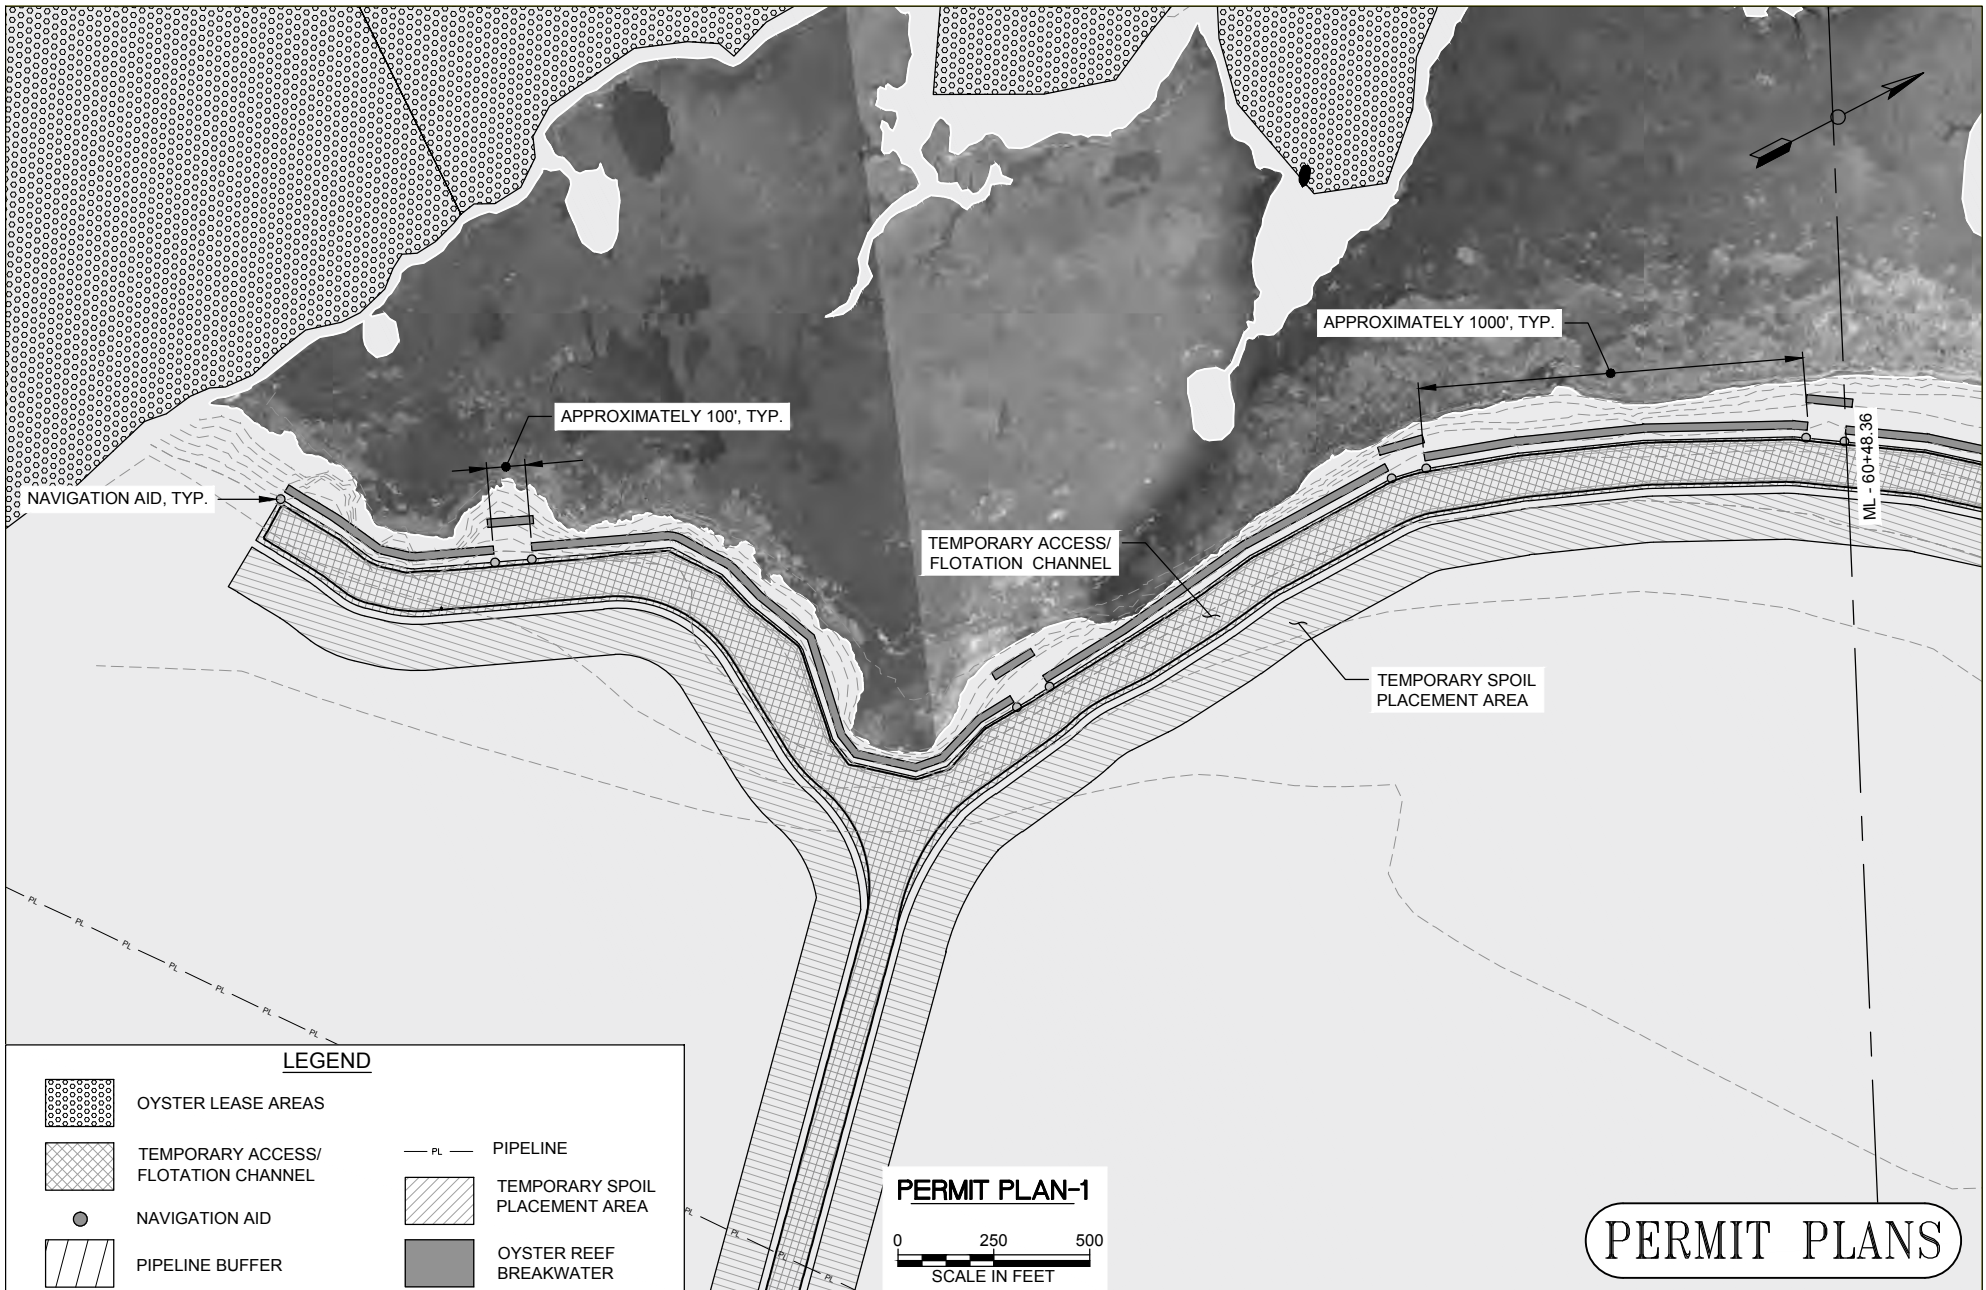 APPROXIMATELY 1000', TYP.
APPROXIMATELY 100', TYP.
NAVIGATION AID, TYP.
ML - 60+48.36
TEMPORARY ACCESS/
FLOTATION CHANNEL
TEMPORARY SPOIL
PLACEMENT AREA
PL
PL
PL
PL
PL
PL
PL
LEGEND
OYSTER LEASE AREAS
TEMPORARY ACCESS/
FLOTATION CHANNEL
NAVIGATION AID
PIPELINE BUFFER
PL
PIPELINE
TEMPORARY SPOIL
PLACEMENT AREA
OYSTER REEF
BREAKWATER
PL
PL
PL
PL
PERMIT PLAN-1
0 250 500
SCALE IN FEET
PERMIT PLANS